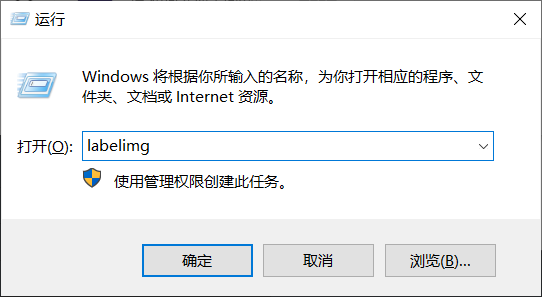 运行
Windows 将根据你所输入的名称，为你打开相应的程序、文
件夹、文档或 Internet 资源。
打开(O): labelimg
使用管理权限创建此任务。
确定 取消 浏览(B)...